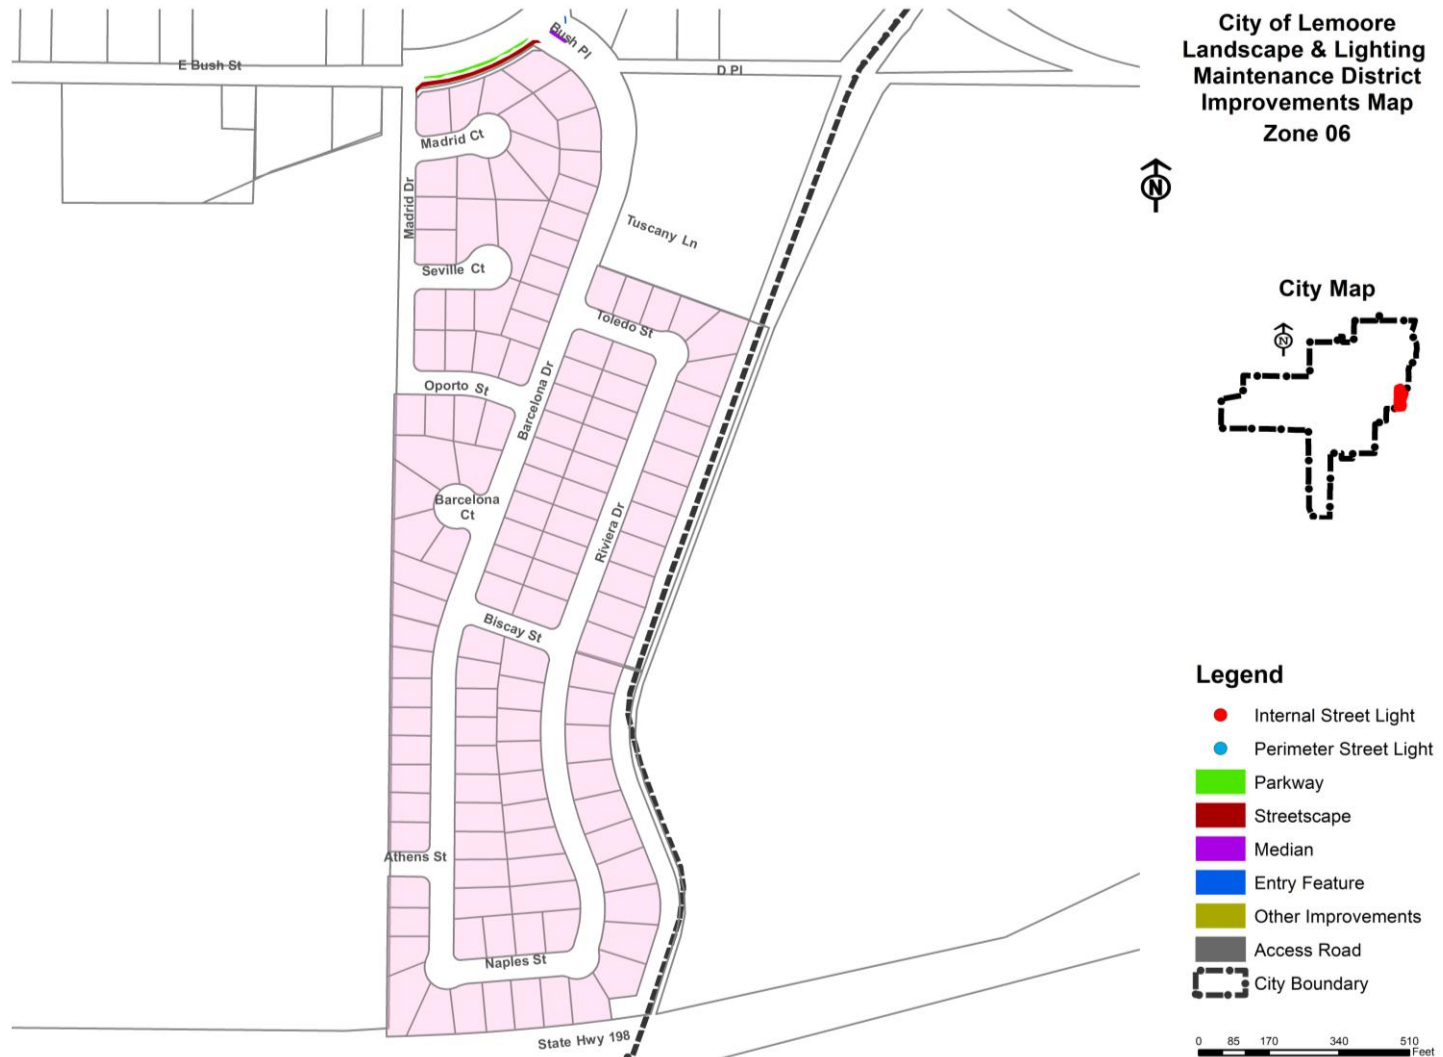 City of Lemoore
Landscape & Lighting
Maintenance District
Improvements Map
Zone 06
N
City Map
N
E Bush St
Bush Pl
D Pl
Madrid Ct
Madrid Dr
Tuscany Ln
Seville Ct
Toledo St
Oporto St
Barcelona Dr
Barcelona
Ct
Riviera Dr
Biscay St
Athens St
Naples St
State Hwy 198
Legend
Internal Street Light
Perimeter Street Light
Parkway
Streetscape
Median
Entry Feature
Other Improvements
Access Road
City Boundary
0 85 170 340 510
Feet